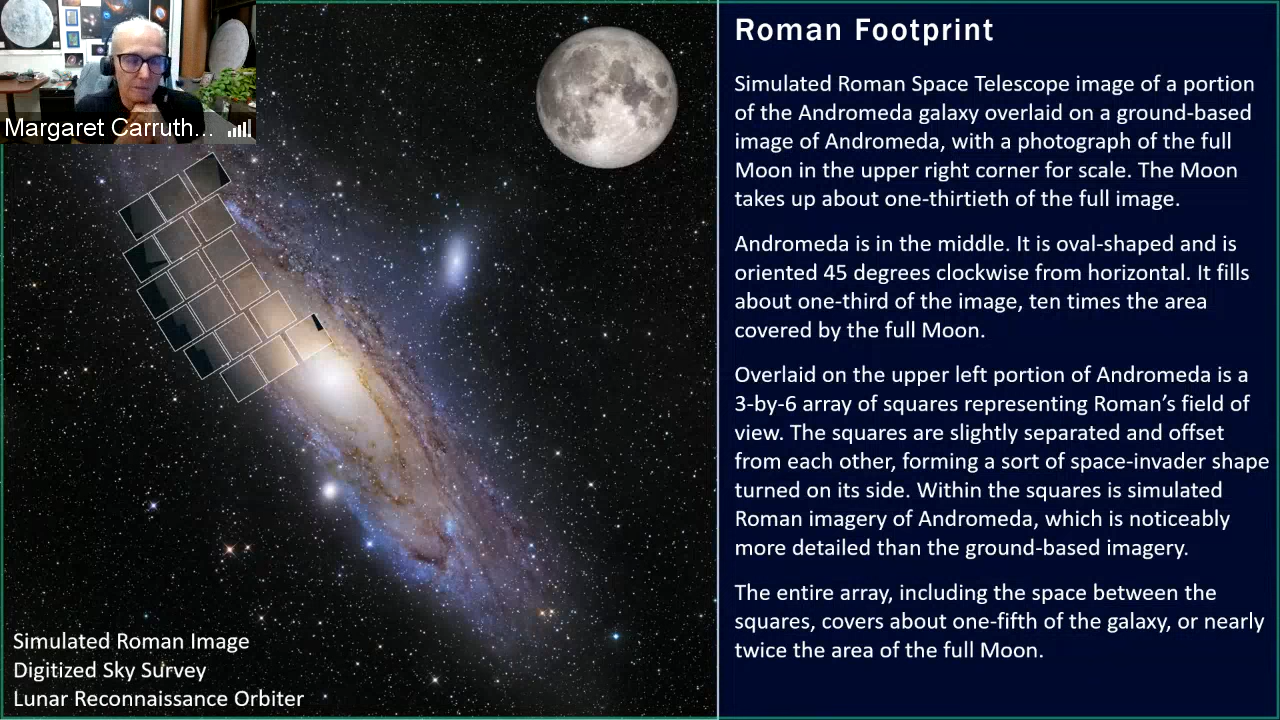 Margaret Carruth...
Roman Footprint
Simulated Roman Space Telescope image of a portion
of the Andromeda galaxy overlaid on a ground-based
image of Andromeda, with a photograph of the full
Moon in the upper right corner for scale. The Moon
takes up about one-thirtieth of the full image.
Andromeda is in the middle. It is oval-shaped and is
oriented 45 degrees clockwise from horizontal. It fills
about one-third of the image, ten times the area
covered by the full Moon.
Overlaid on the upper left portion of Andromeda is a
3-by-6 array of squares representing Roman’s field of
view. The squares are slightly separated and offset
from each other, forming a sort of space-invader shape
turned on its side. Within the squares is simulated
Roman imagery of Andromeda, which is noticeably
more detailed than the ground-based imagery.
The entire array, including the space between the
squares, covers about one-fifth of the galaxy, or nearly
twice the area of the full Moon.
Simulated Roman Image
Digitized Sky Survey
Lunar Reconnaissance Orbiter